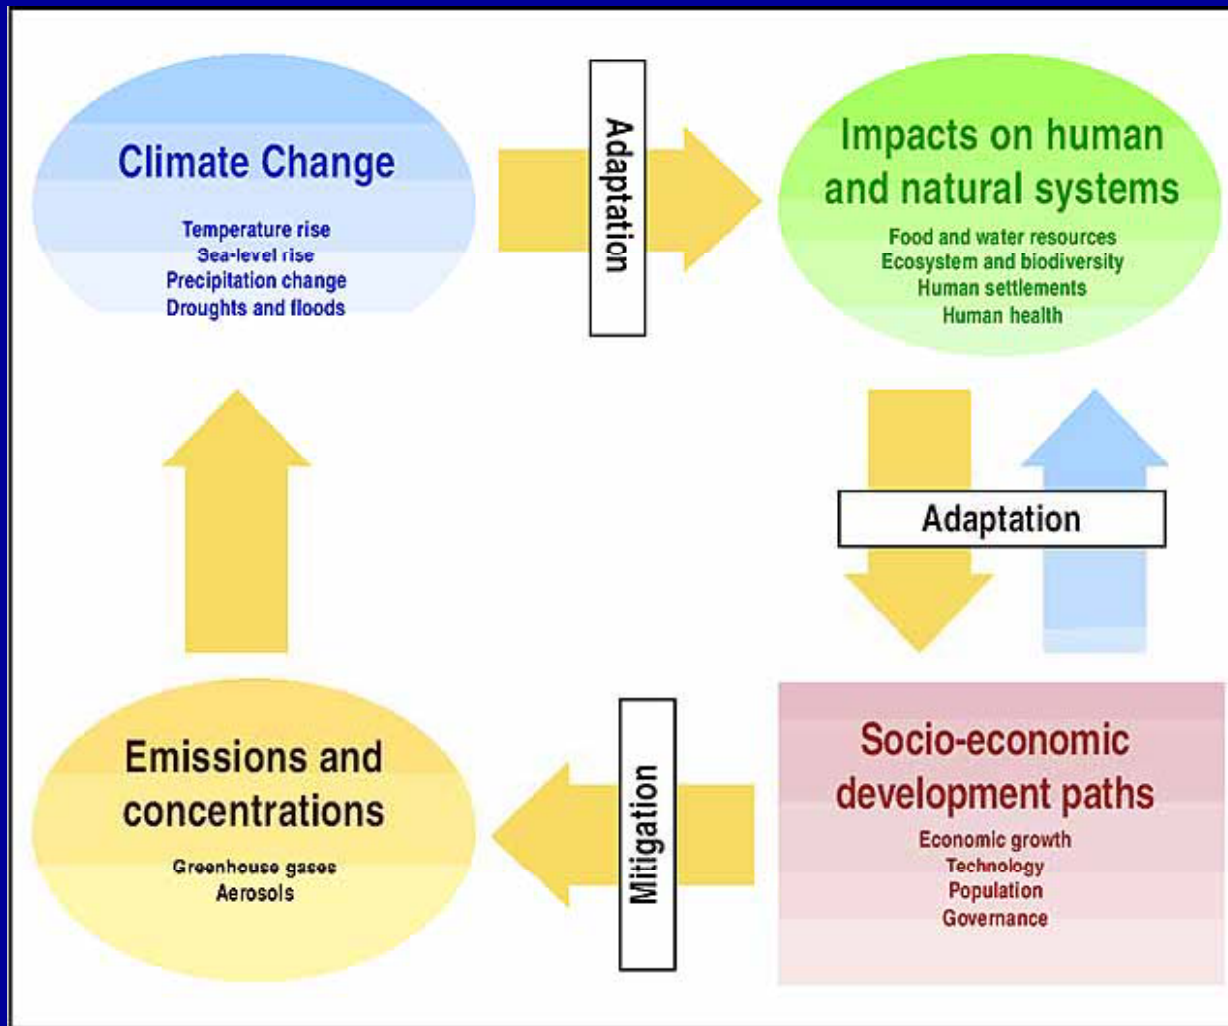 Climate Change
Temperature rise
Sea-level rise
Precipitation change
Droughts and floods
Adaptation
Impacts on human
and natural systems
Food and water resources
Ecosystem and biodiversity
Human settlements
Human health
Adaptation
Emissions and
concentrations
Greenhouse gases
Aerosols
Mitigation
Socio-economic
development paths
Economic growth
Technology
Population
Governance